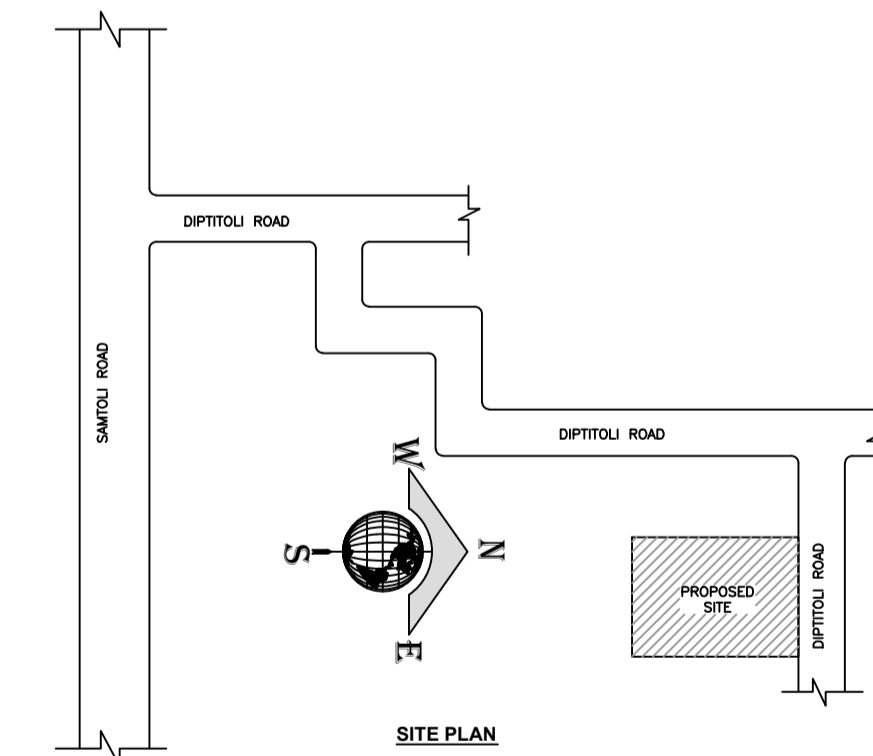 DIPTITOLI ROAD
SAMTOLI ROAD
DIPTITOLI ROAD
W
N
S
E
PROPOSED
SITE
DIPTITOLI ROAD
SITE PLAN